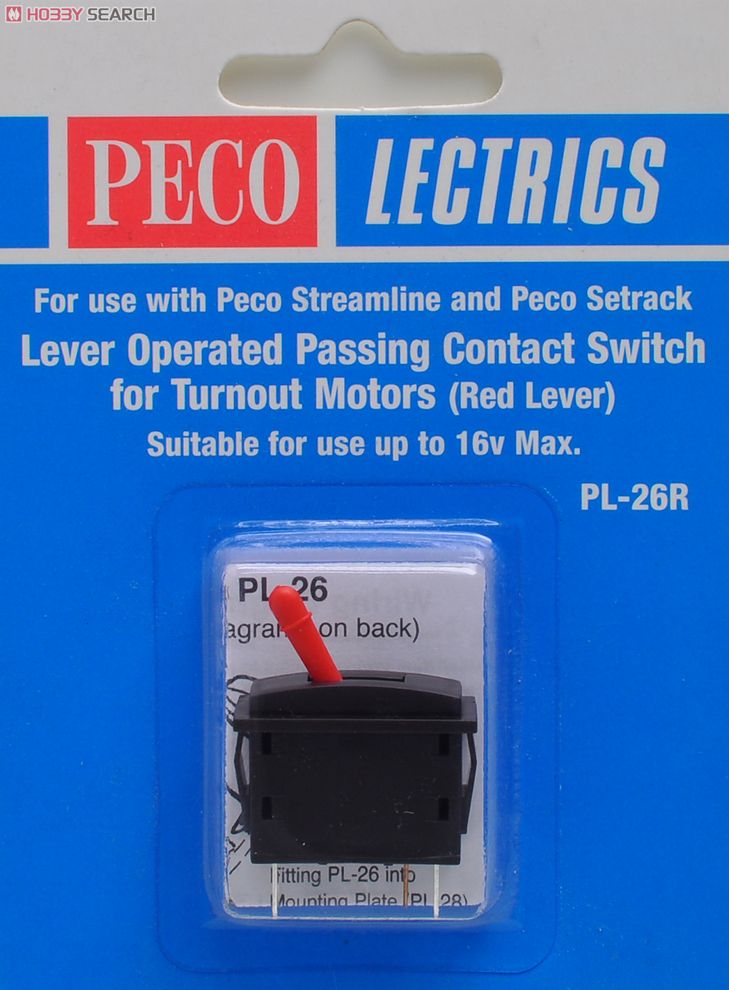 HOBBY SEARCH
PECO LECTRICS
For use with Peco Streamline and Peco Setrack
Lever Operated Passing Contact Switch
for Turnout Motors (Red Lever)
Suitable for use up to 16v Max.
PL-26R
PL-26
on back)
Fitting PL-26 into
Mounting Plate (PL-28)